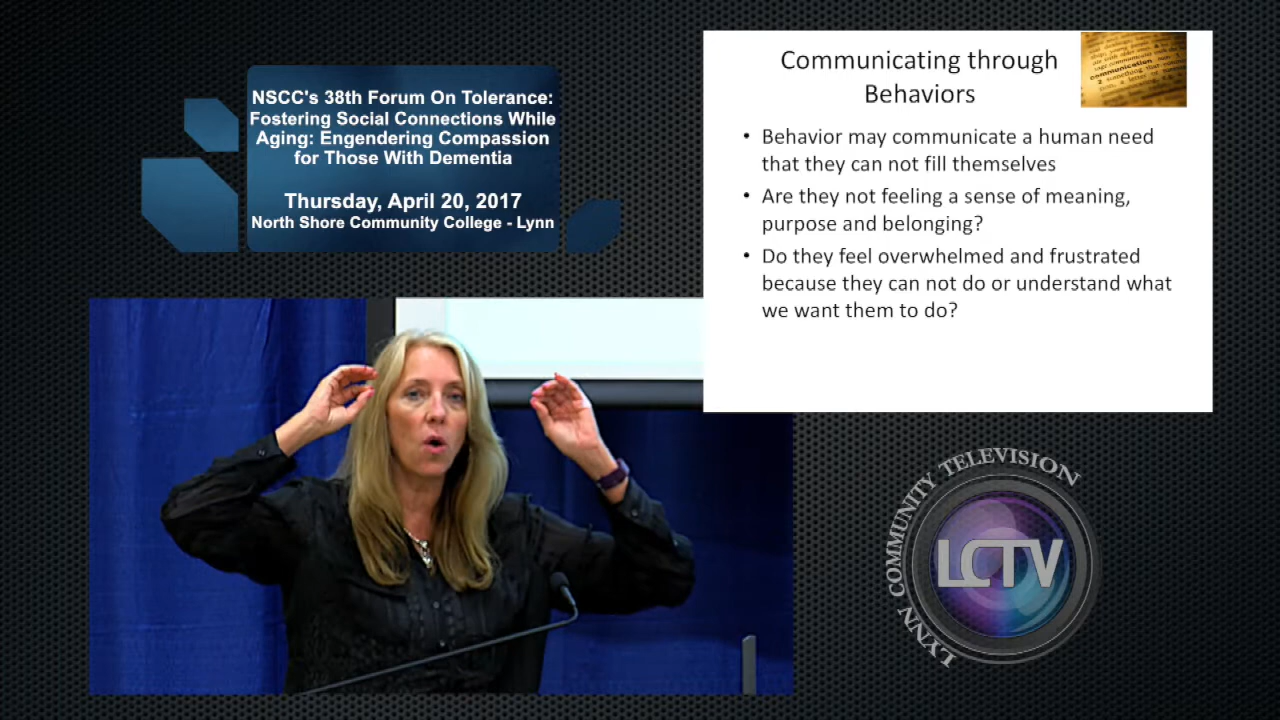 NSCC's 38th Forum On Tolerance:
Fostering Social Connections While
Aging: Engendering Compassion
for Those With Dementia
Thursday, April 20, 2017
North Shore Community College - Lynn
Communicating through
Behaviors
communication
• Behavior may communicate a human need
that they can not fill themselves
• Are they not feeling a sense of meaning,
purpose and belonging?
• Do they feel overwhelmed and frustrated
because they can not do or understand what
we want them to do?
LYNN COMMUNITY TELEVISION
LCTV